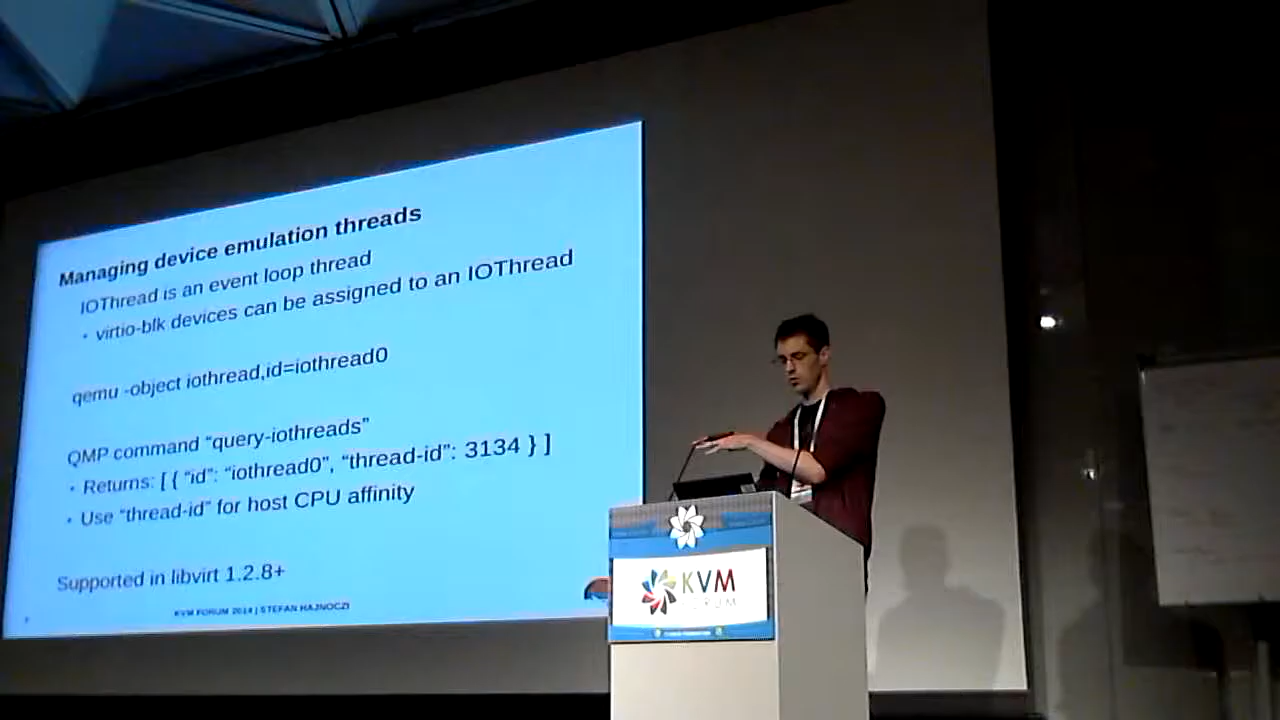 Managing device emulation threads
IOThread is an event loop thread
• virtio-blk devices can be assigned to an IOThread
qemu -object iothread,id=iothread0
QMP command “query-iothreads”
• Returns: [ { “id”: “iothread0”, “thread-id”: 3134 } ]
• Use “thread-id” for host CPU affinity
Supported in libvirt 1.2.8+
KVM FORUM 2014 | STEFAN HAJNOCZI
KVM
FORUM